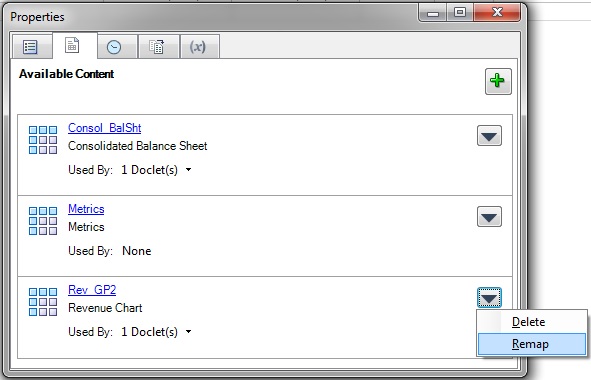 Properties
(x)
Available Content
Consol_BalSht
Consolidated Balance Sheet
Used By: 1 Doclet(s)
Metrics
Metrics
Used By: None
Rev_GP2
Revenue Chart
Used By: 1 Doclet(s)
Delete
Remap